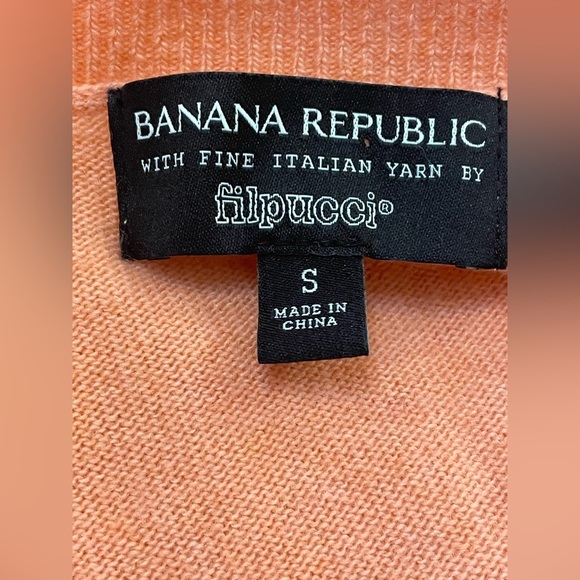 BANANA REPUBLIC
WITH FINE ITALIAN YARN BY
filpucci®
S
MADE IN
CHINA